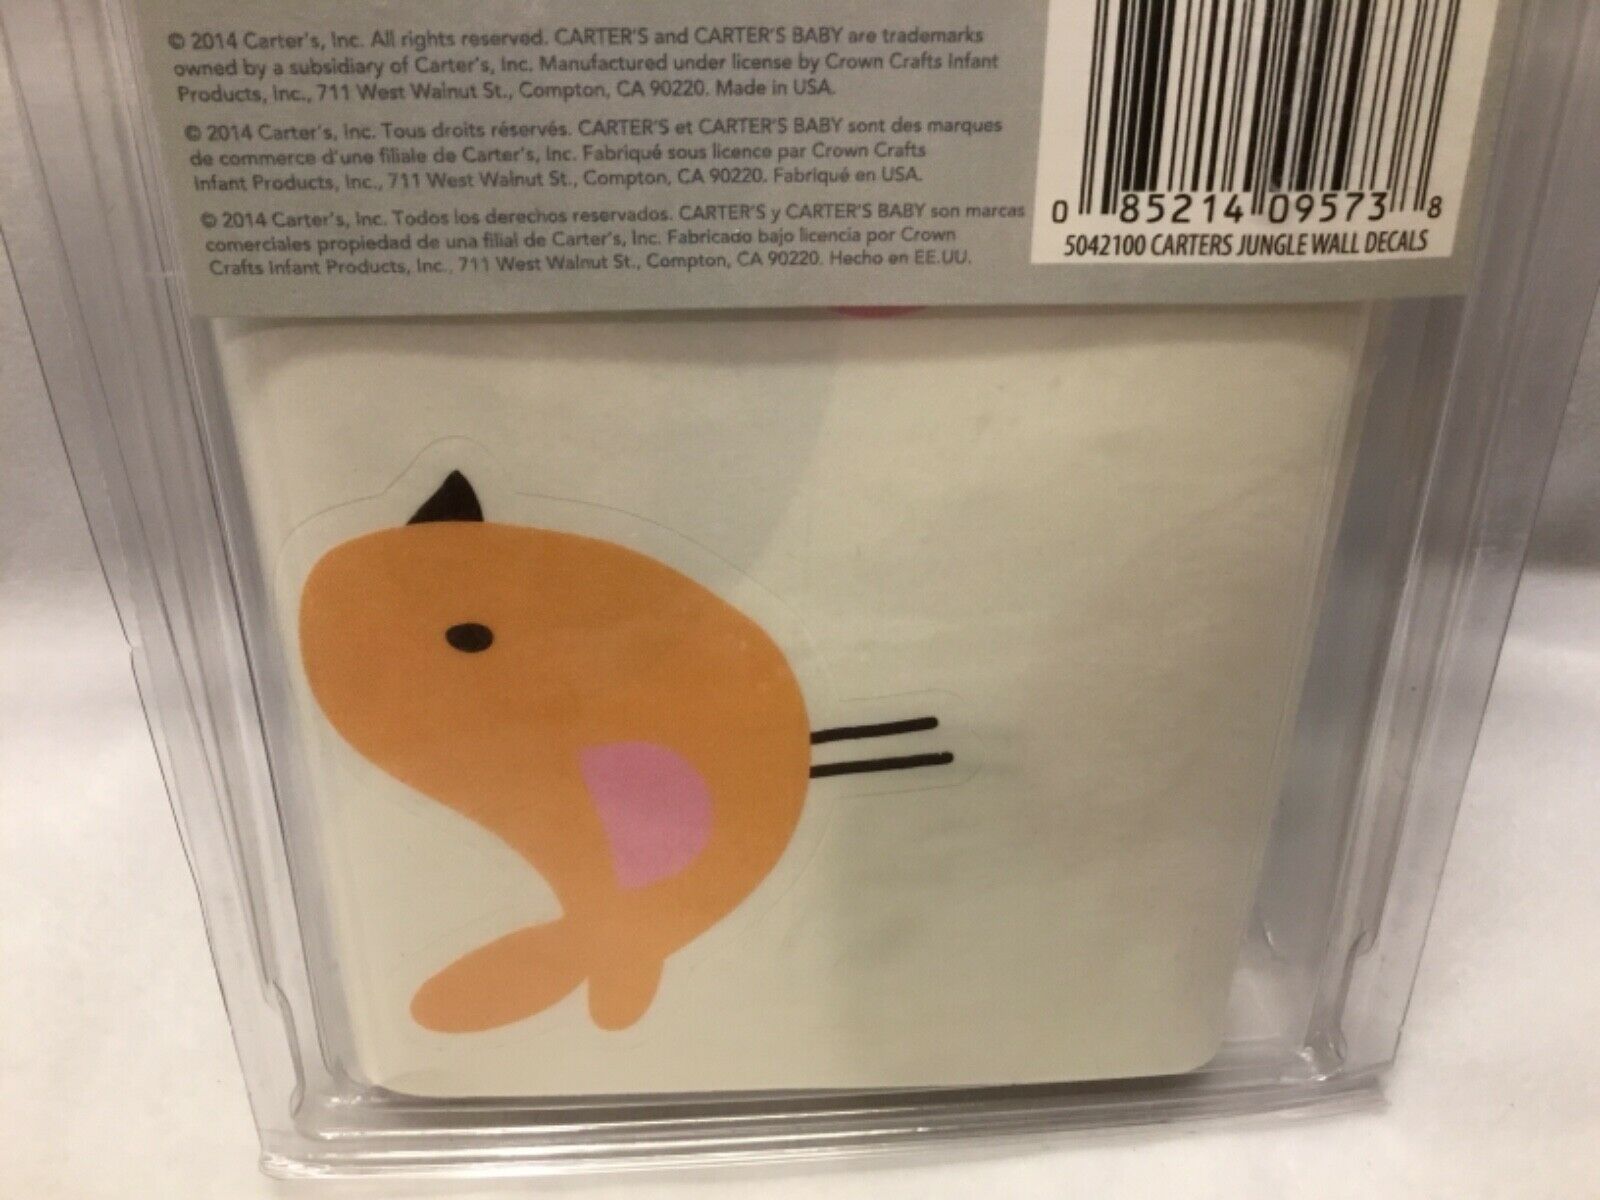 © 2014 Carter's, Inc. All rights reserved. CARTER'S and CARTER'S BABY are trademarks
owned by a subsidiary of Carter's, Inc. Manufactured under license by Crown Crafts Infant
Products, Inc., 711 West Walnut St., Compton, CA 90220. Made in USA.
© 2014 Carter's, Inc. Tous droits réservés. CARTER'S et CARTER'S BABY sont des marques
de commerce d'une filiale de Carter's, Inc. Fabriqué sous licence par Crown Crafts
Infant Products, Inc., 711 West Walnut St., Compton, CA 90220. Fabriqué en USA.
© 2014 Carter's, Inc. Todos los derechos reservados. CARTER'S y CARTER'S BABY son marcas
comerciales propiedad de una filial de Carter's, Inc. Fabricado bajo licencia por Crown
Crafts Infant Products, Inc., 711 West Walnut St., Compton, CA 90220. Hecho en EE.UU.
0 85214 09573 8
5042100 CARTERS JUNGLE WALL DECALS